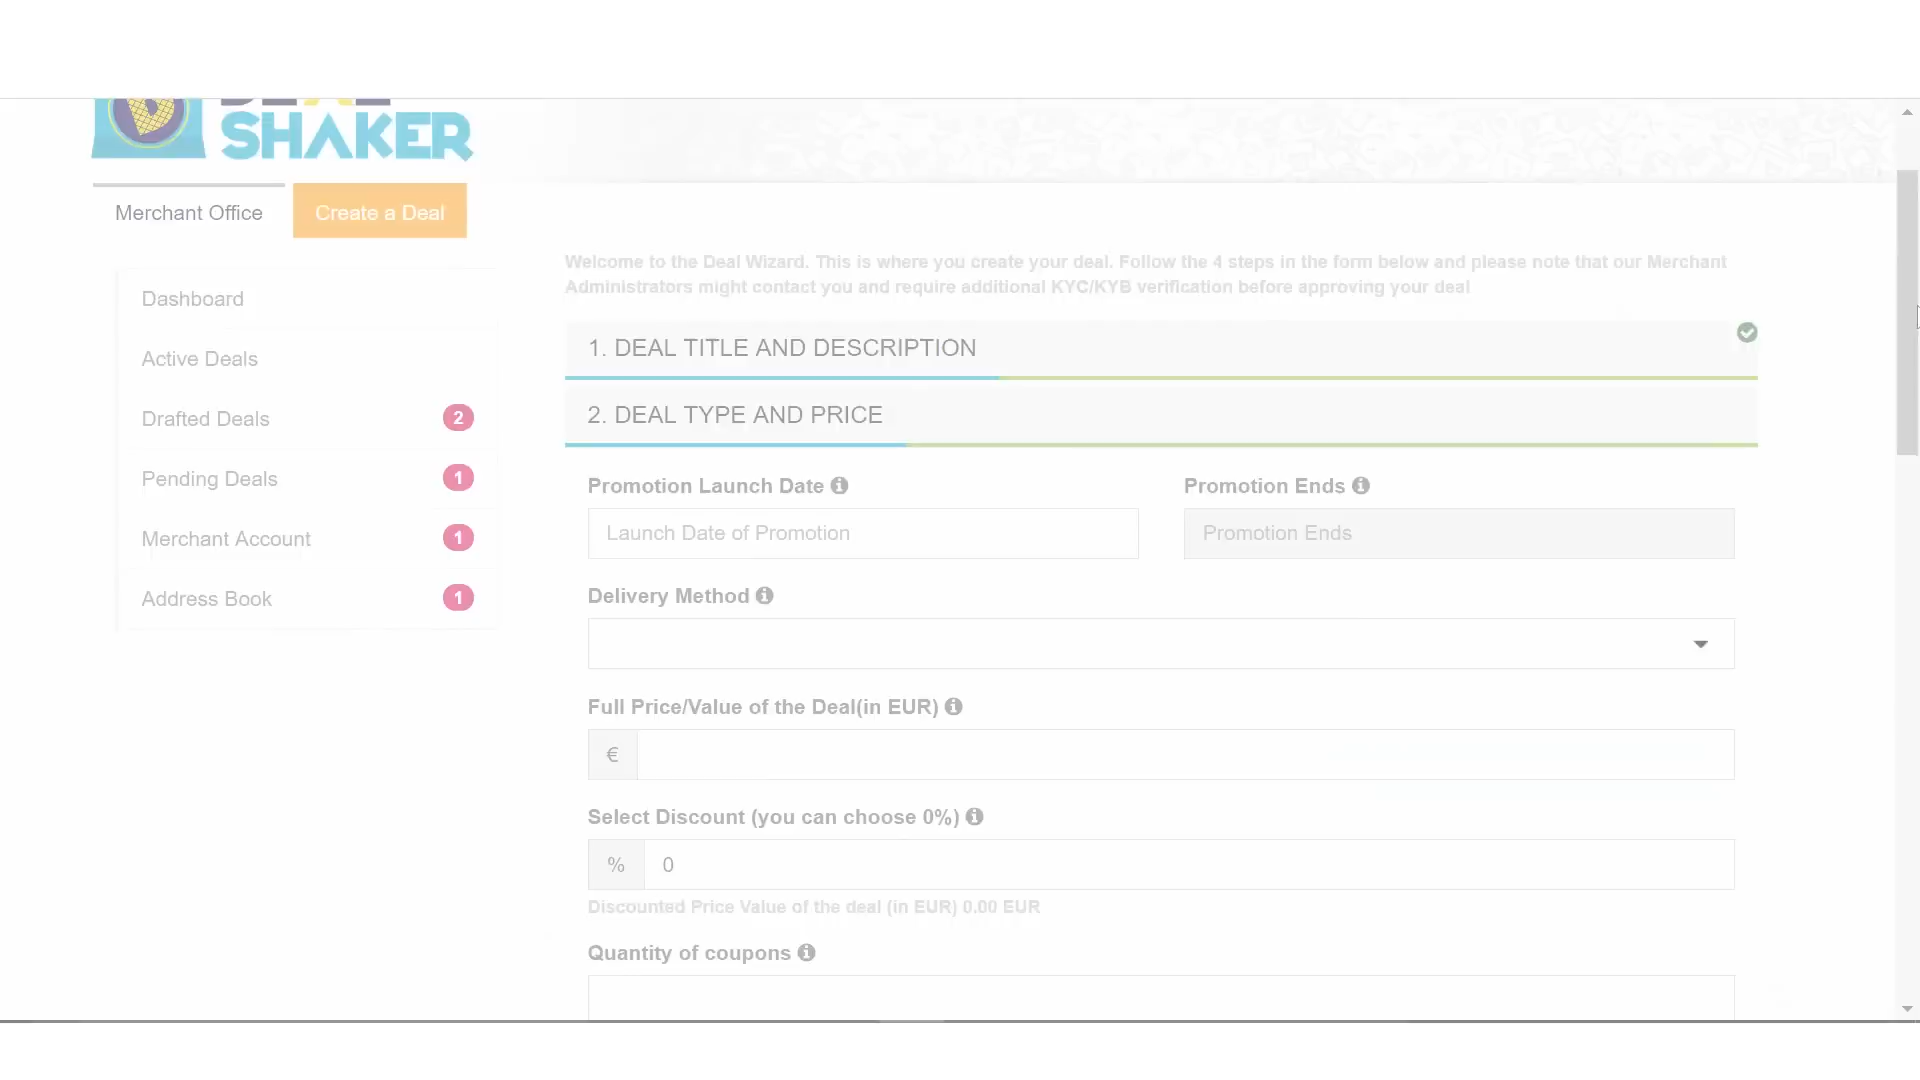 SHAKER
Merchant Office
Create a Deal
Dashboard
Active Deals
Drafted Deals 2
Pending Deals 1
Merchant Account 1
Address Book 1
Welcome to the Deal Wizard. This is where you create your deal. Follow the 4 steps in the form below and please note that our Merchant
Administrators might contact you and require additional KYC/KYB verification before approving your deal
1. DEAL TITLE AND DESCRIPTION
2. DEAL TYPE AND PRICE
Promotion Launch Date
Promotion Ends
Launch Date of Promotion
Promotion Ends
Delivery Method
Full Price/Value of the Deal(in EUR)
€
Select Discount (you can choose 0%)
% 0
Discounted Price Value of the deal (in EUR) 0.00 EUR
Quantity of coupons